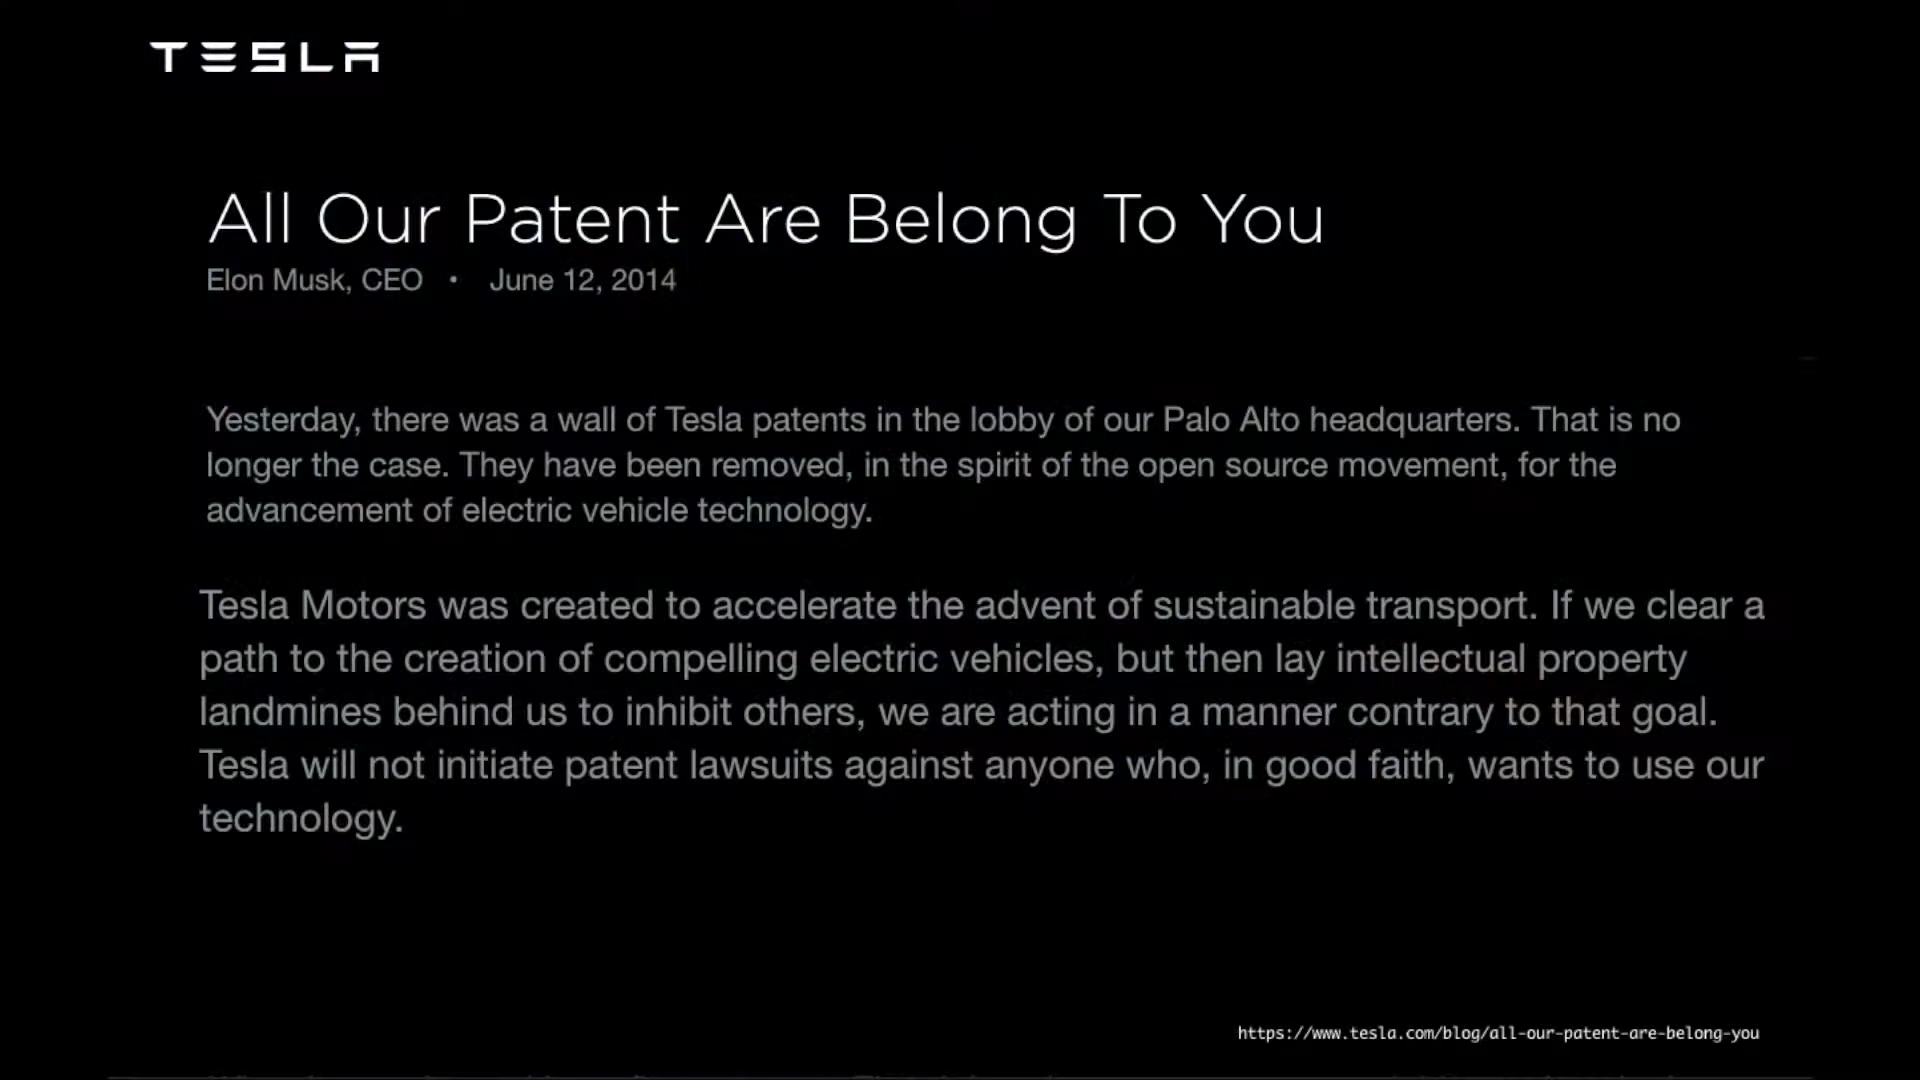 TESLA
All Our Patent Are Belong To You
Elon Musk, CEO • June 12, 2014
Yesterday, there was a wall of Tesla patents in the lobby of our Palo Alto headquarters. That is no
longer the case. They have been removed, in the spirit of the open source movement, for the
advancement of electric vehicle technology.
Tesla Motors was created to accelerate the advent of sustainable transport. If we clear a
path to the creation of compelling electric vehicles, but then lay intellectual property
landmines behind us to inhibit others, we are acting in a manner contrary to that goal.
Tesla will not initiate patent lawsuits against anyone who, in good faith, wants to use our
technology.
https://www.tesla.com/blog/all-our-patent-are-belong-you